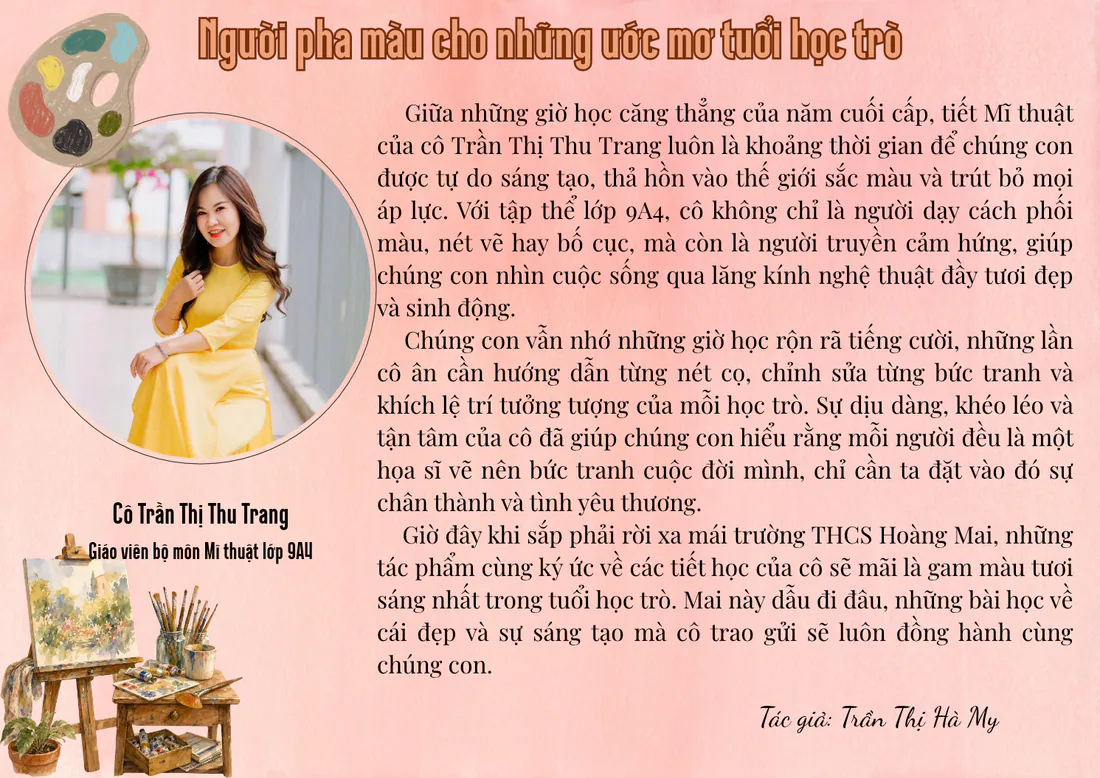 Người pha màu cho những ước mơ tuổi học trò
Giữa những giờ học căng thẳng của năm cuối cấp, tiết Mĩ thuật
của cô Trần Thị Thu Trang luôn là khoảng thời gian để chúng con
được tự do sáng tạo, thả hồn vào thế giới sắc màu và trút bỏ mọi
áp lực. Với tập thể lớp 9A4, cô không chỉ là người dạy cách phối
màu, nét vẽ hay bố cục, mà còn là người truyền cảm hứng, giúp
chúng con nhìn cuộc sống qua lăng kính nghệ thuật đầy tươi đẹp
và sinh động.
Chúng con vẫn nhớ những giờ học rộn rã tiếng cười, những lần
cô ân cần hướng dẫn từng nét cọ, chỉnh sửa từng bức tranh và
khích lệ trí tưởng tượng của mỗi học trò. Sự dịu dàng, khéo léo và
tận tâm của cô đã giúp chúng con hiểu rằng mỗi người đều là một
họa sĩ vẽ nên bức tranh cuộc đời mình, chỉ cần ta đặt vào đó sự
chân thành và tình yêu thương.
Giờ đây khi sắp phải rời xa mái trường THCS Hoàng Mai, những
tác phẩm cùng ký ức về các tiết học của cô sẽ mãi là gam màu tươi
sáng nhất trong tuổi học trò. Mai này dẫu đi đâu, những bài học về
cái đẹp và sự sáng tạo mà cô trao gửi sẽ luôn đồng hành cùng
chúng con.
Tác giả: Trần Thị Hà My
Cô Trần Thị Thu Trang
Giáo viên bộ môn Mĩ thuật lớp 9A4